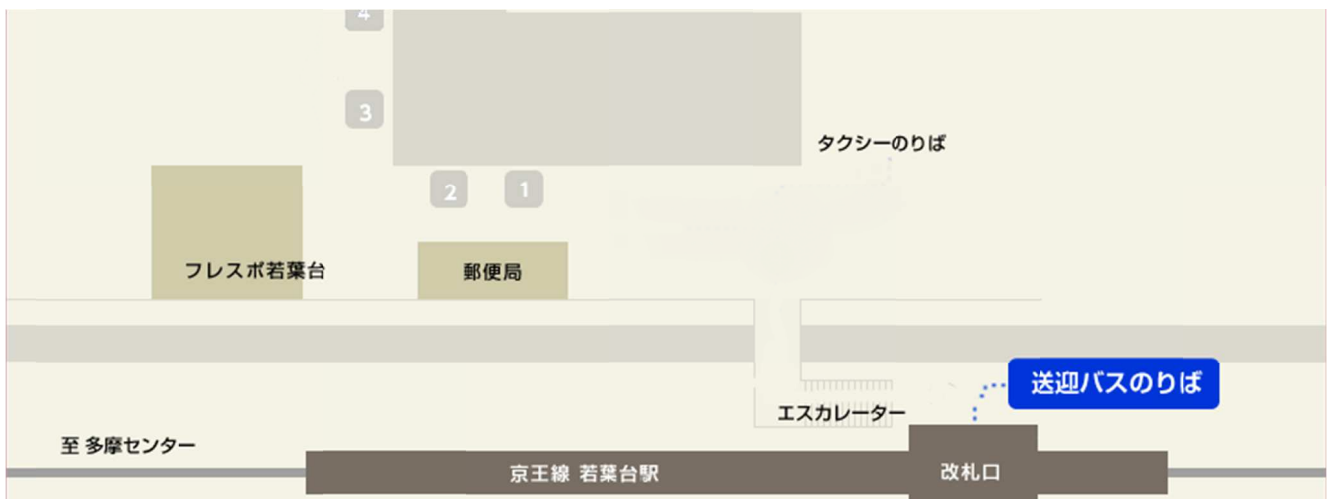 4
3
タクシーのりば
2
1
フレスポ若葉台
郵便局
送迎バスのりば
エスカレーター
至 多摩センター
京王線 若葉台駅
改札口